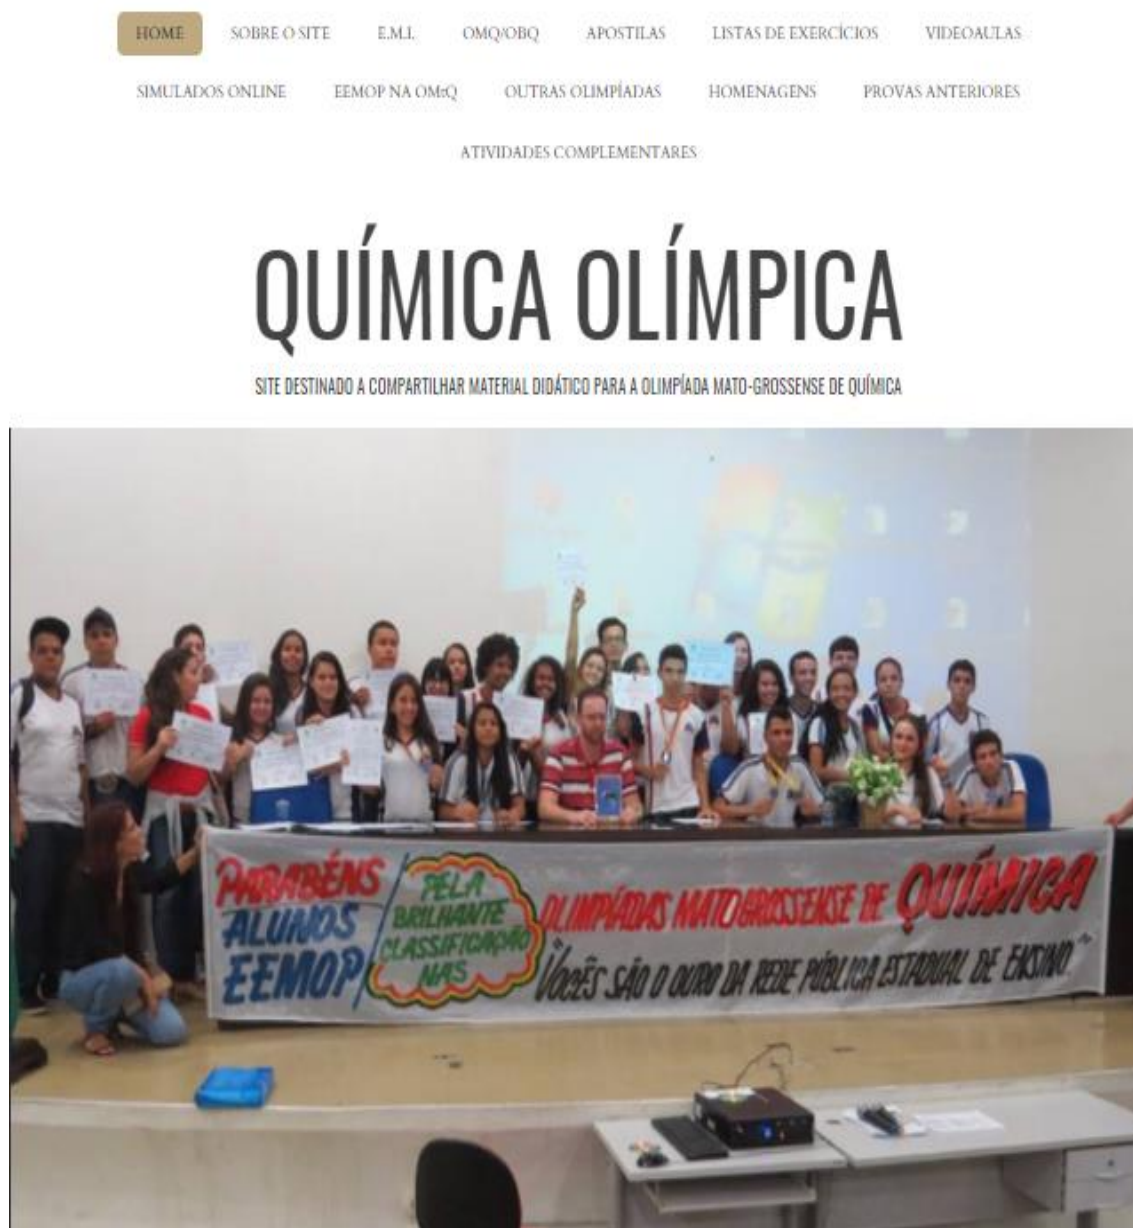 HOME SOBRE O SITE E.M.I. OMQ/OBQ APOSTILAS LISTAS DE EXERCÍCIOS VIDEOAULAS
SIMULADOS ONLINE EEMOP NA OMtQ OUTRAS OLIMPÍADAS HOMENAGENS PROVAS ANTERIORES
ATIVIDADES COMPLEMENTARES
QUÍMICA OLÍMPICA
SITE DESTINADO A COMPARTILHAR MATERIAL DIDÁTICO PARA A OLIMPÍADA MATO-GROSSENSE DE QUÍMICA
PARABÉNS
ALUNOS
EEMOP
PELA
BRILHANTE
CLASSIFICAÇÃO
NAS
OLIMPÍADAS MATOGROSSENSE DE QUÍMICA
"VOCÊS SÃO O OURO DA REDE PÚBLICA ESTADUAL DE ENSINO."